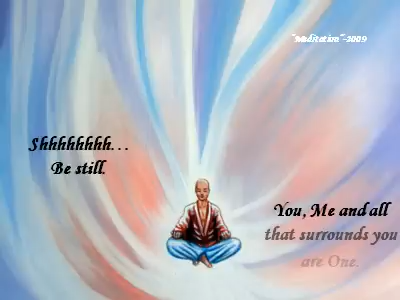 "Meditation"-2009
Shhhhhhhh...
Be still.
You, Me and all
that surrounds you
are One.